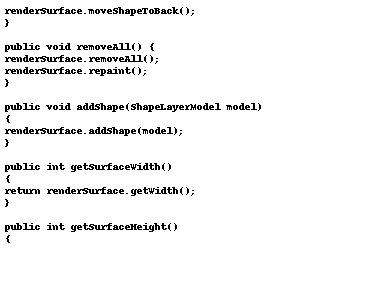 renderSurface.moveShapeToBack();
}
public void removeAll() {
renderSurface.removeAll();
renderSurface.repaint();
}
public void addShape(ShapeLayerModel model)
{
renderSurface.addShape(model);
}
public int getSurfaceWidth()
{
return renderSurface.getWidth();
}
public int getSurfaceHeight()
{